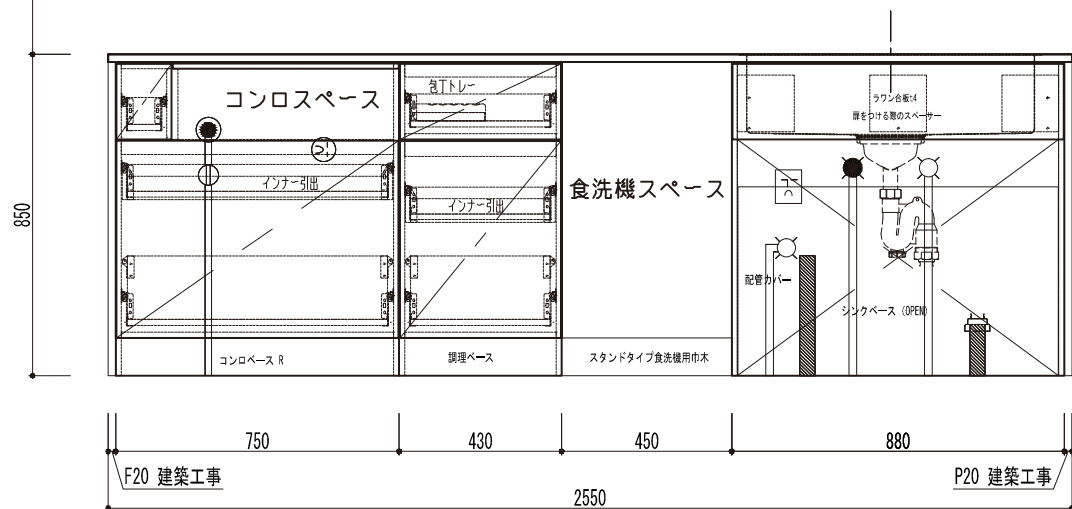 コンロスペース
包丁トレー
ラワン合板t4
扉をつける際のスペーサー
インナー引出
インナー引出
食洗機スペース
850
配管カバー
シンクベース (OPEN)
コンロベース R
調理ベース
スタンドタイプ食洗機用巾木
750
430
450
880
F20 建築工事
P20 建築工事
2550